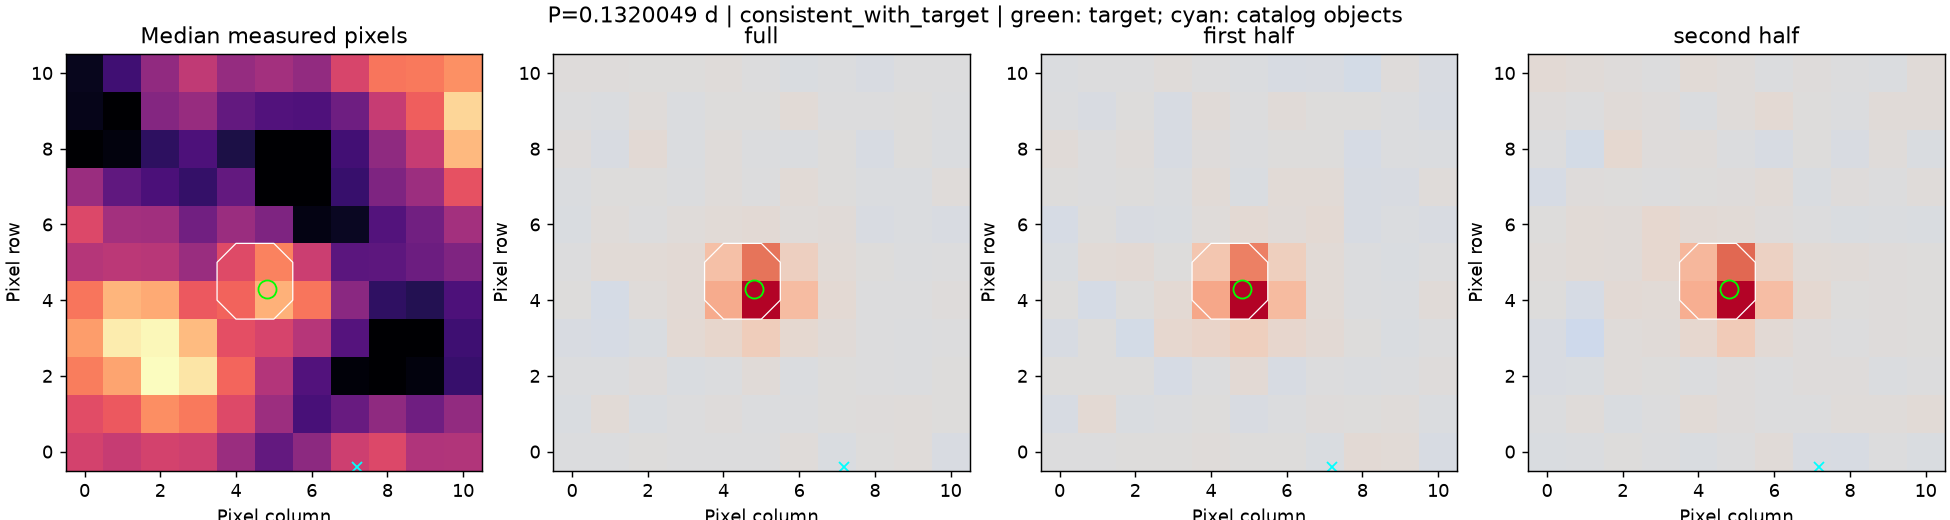 P=0.1320049 d | consistent_with_target | green: target; cyan: catalog objects
Median measured pixels
full
first half
second half
Pixel row
10
8
6
4
2
0
0 2 4 6 8 10
Pixel column
Pixel row
10
8
6
4
2
0
0 2 4 6 8 10
Pixel column
Pixel row
10
8
6
4
2
0
0 2 4 6 8 10
Pixel column
Pixel row
10
8
6
4
2
0
0 2 4 6 8 10
Pixel column